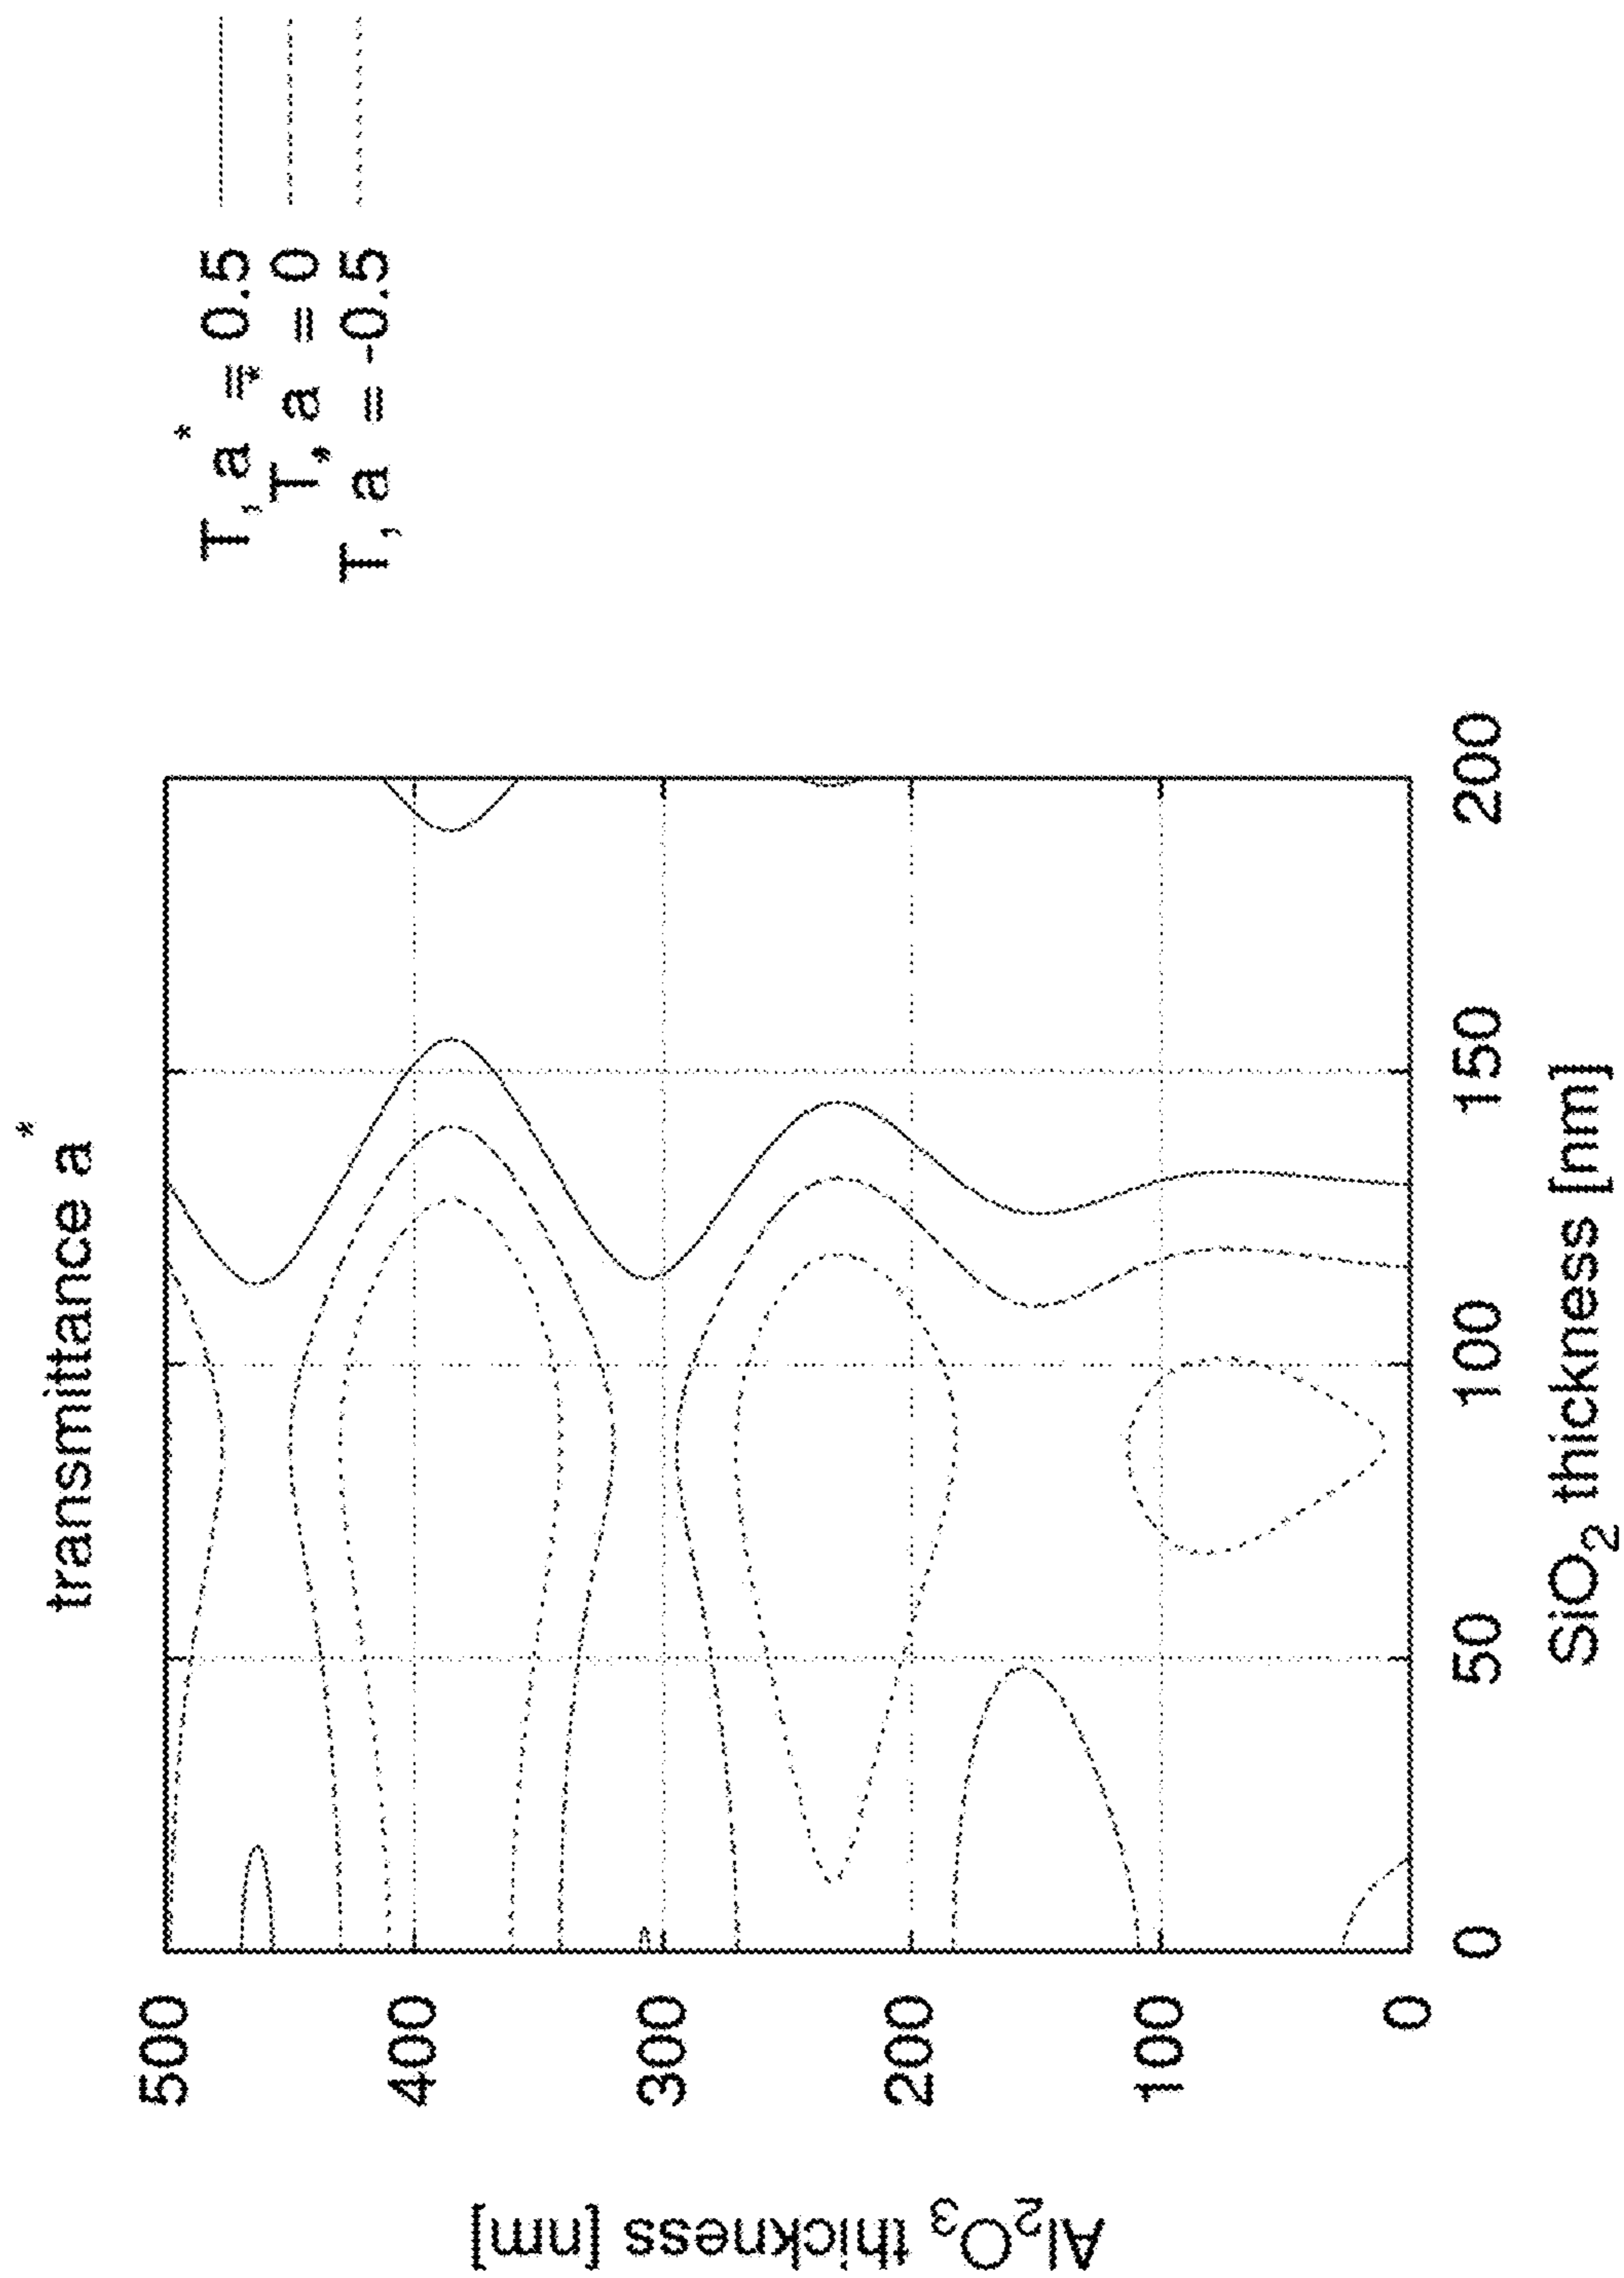 transmittance a*
T, a* = 0.5
T, a* = 0
T, a* = -0.5
500
400
300
200
100
0
Al₂O₃ thickness [nm]
0
50
100
150
200
SiO₂ thickness [nm]